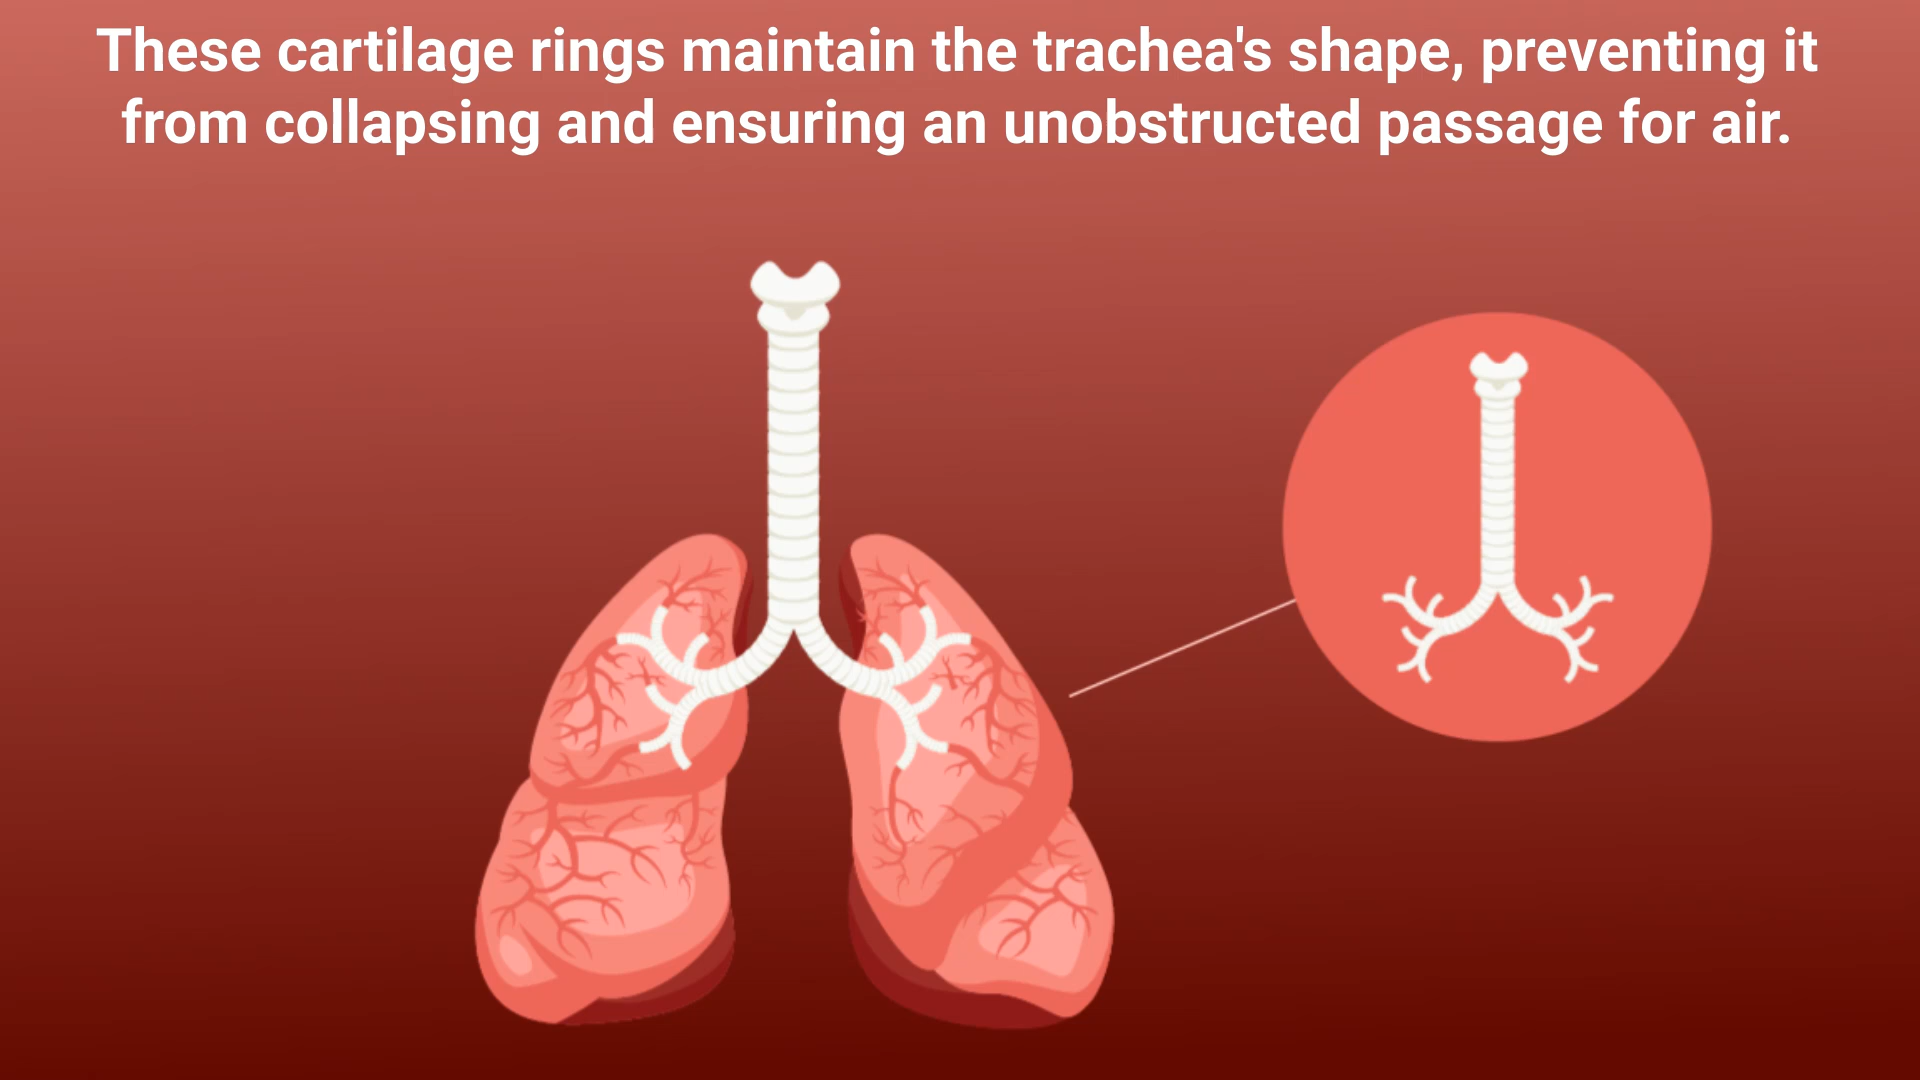 These cartilage rings maintain the trachea's shape, preventing it
from collapsing and ensuring an unobstructed passage for air.